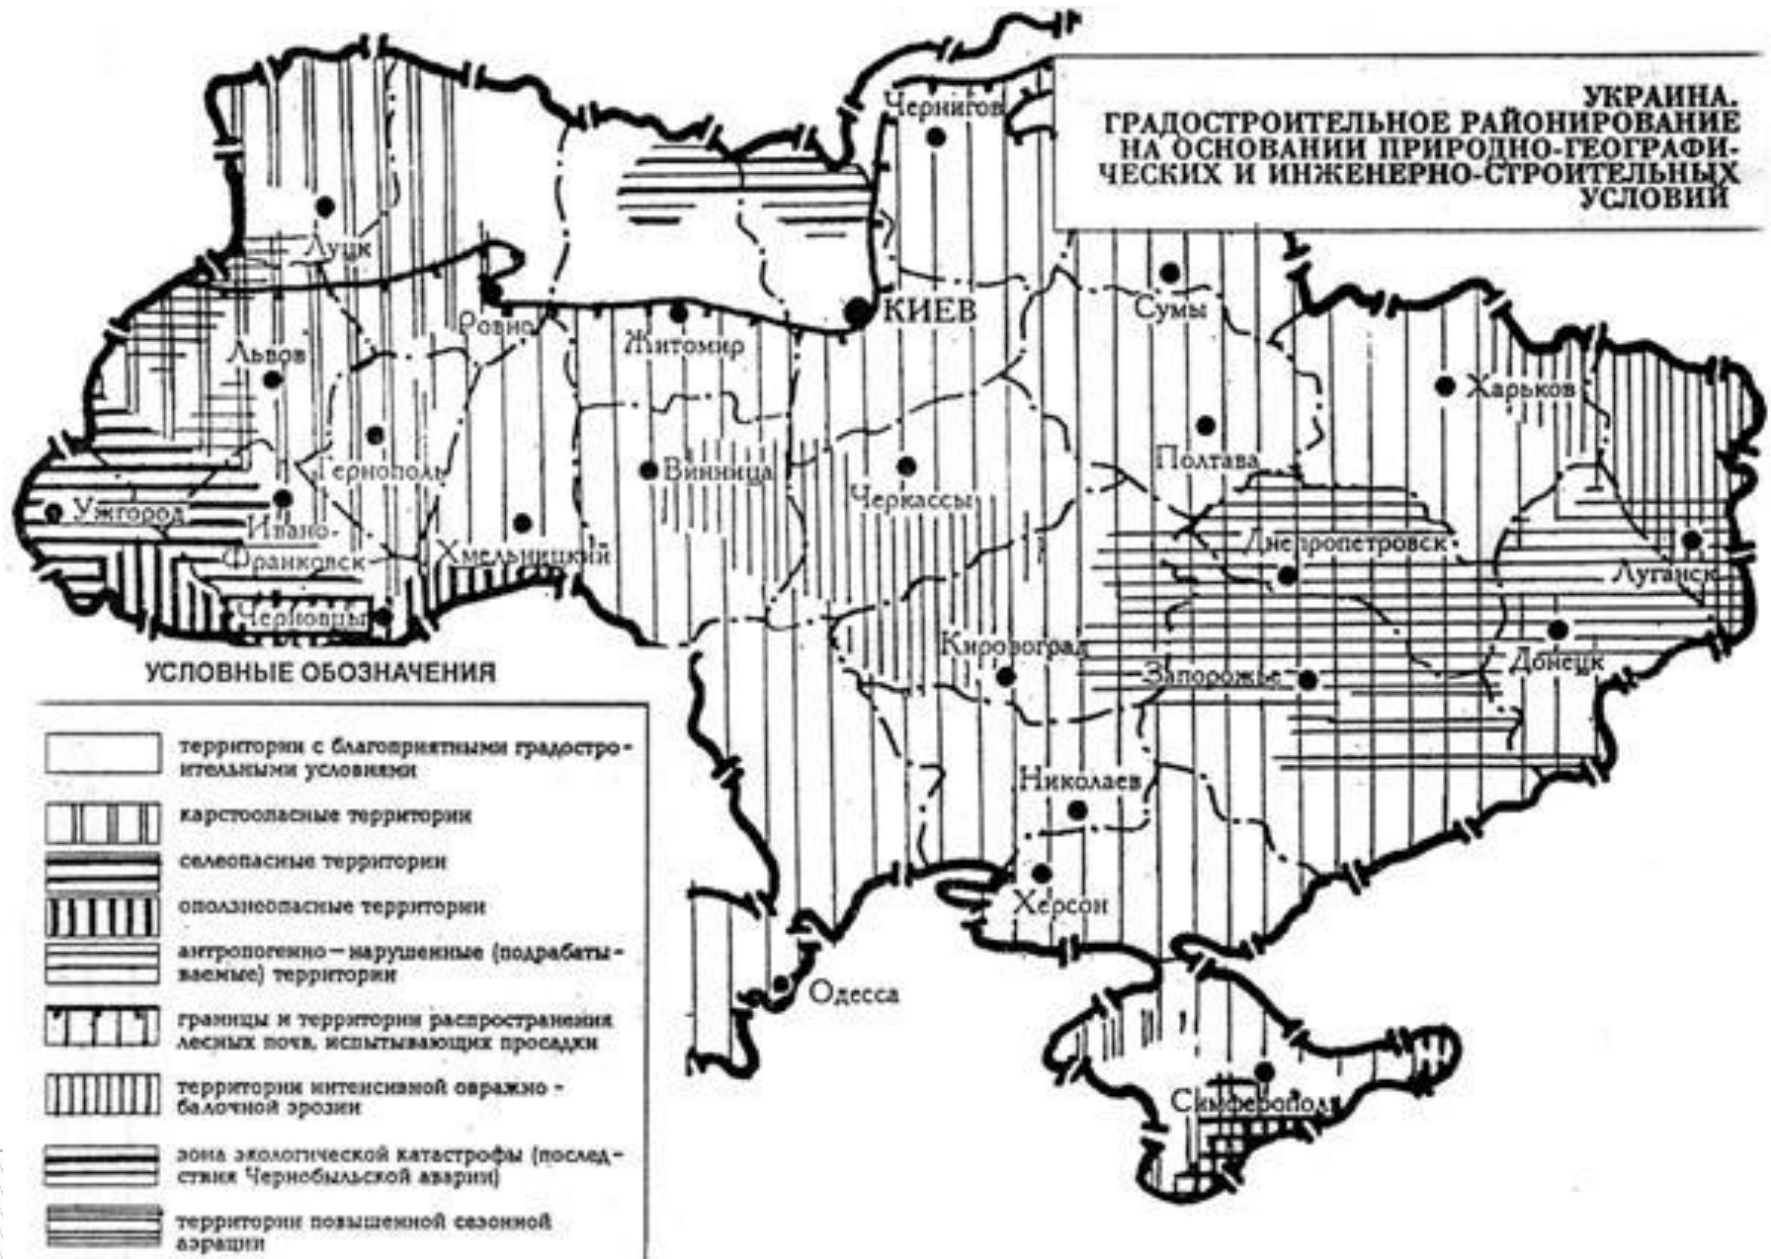 УКРАИНА.
ГРАДОСТРОИТЕЛЬНОЕ РАЙОНИРОВАНИЕ
НА ОСНОВАНИИ ПРИРОДНО-ГЕОГРАФИ-
ЧЕСКИХ И ИНЖЕНЕРНО-СТРОИТЕЛЬНЫХ
УСЛОВИЙ
Чернигов
Луцк
Ровно
Житомир
КИЕВ
Сумы
Львов
Харьков
Тернополь
Винница
Черкассы
Полтава
Ужгород
Ивано-
Франковск
Хмельницкий
Днепропетровск
Луганск
Черновцы
Кировоград
Запорожье
Донецк
Николаев
Херсон
Одесса
Симферополь
УСЛОВНЫЕ ОБОЗНАЧЕНИЯ
территории с благоприятными градостро-
ительными условиями
карстоопасные территории
селеопасные территории
оползнеопасные территории
антропогенно-нарушенные (подрабаты-
ваемые) территории
границы и территории распространения
лесных почв, испытывающих просадки
территории интенсивной овражно-
балочной эрозии
зона экологической катастрофы (послед-
ствия Чернобыльской аварии)
территории повышенной сезонной
аэрации